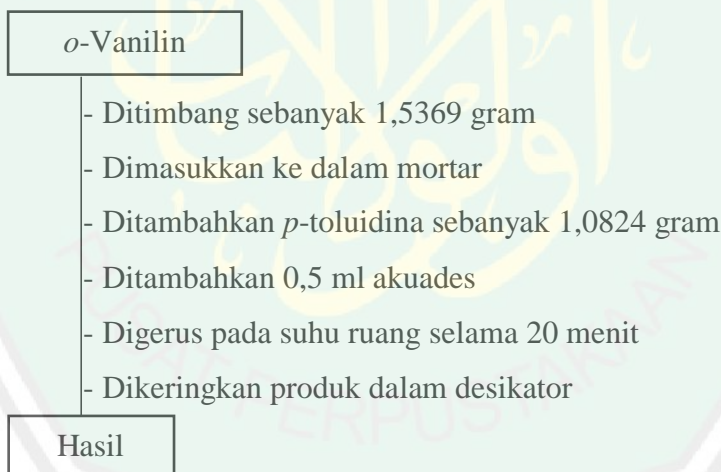 o-Vanilin
- Ditimbang sebanyak 1,5369 gram
- Dimasukkan ke dalam mortar
- Ditambahkan p-toluidina sebanyak 1,0824 gram
- Ditambahkan 0,5 ml akuades
- Digerus pada suhu ruang selama 20 menit
- Dikeringkan produk dalam desikator
Hasil